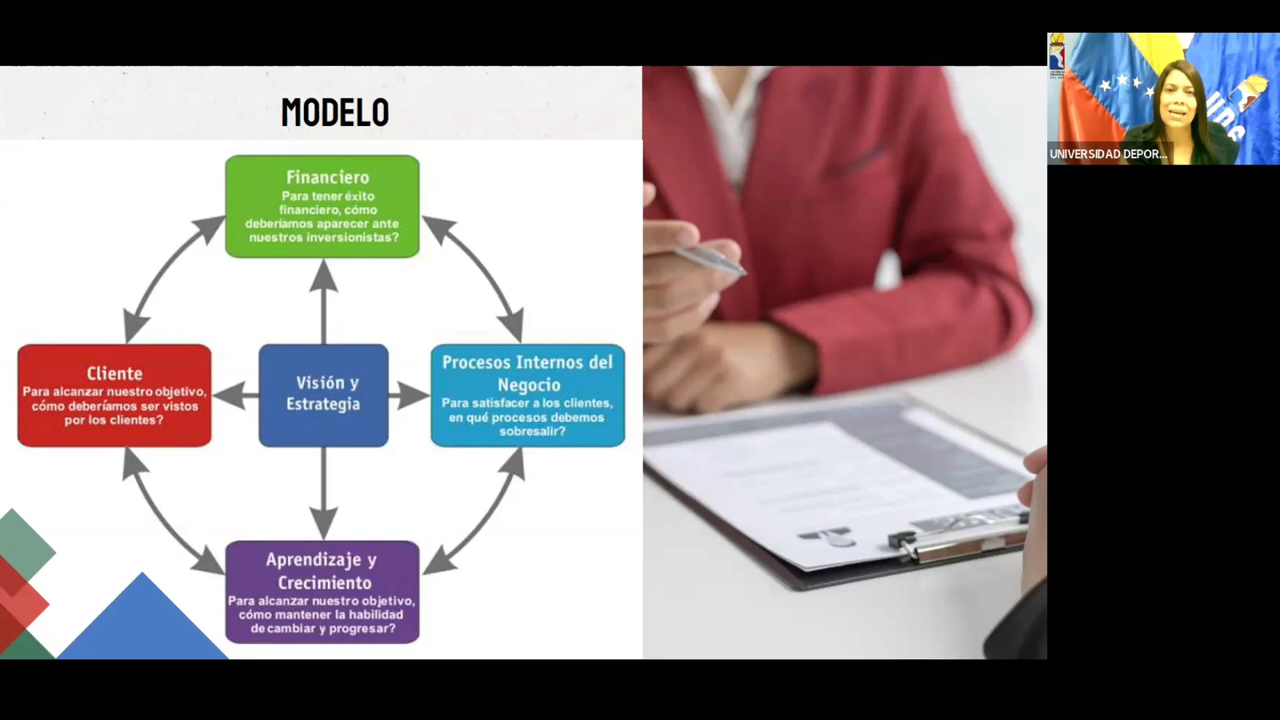 MODELO
Financiero
Para tener éxito
financiero, cómo
deberíamos aparecer ante
nuestros inversionistas?
Cliente
Para alcanzar nuestro objetivo,
cómo deberíamos ser vistos
por los clientes?
Visión y
Estrategia
Procesos Internos del
Negocio
Para satisfacer a los clientes,
en qué procesos debemos
sobresalir?
Aprendizaje y
Crecimiento
Para alcanzar nuestro objetivo,
cómo mantener la habilidad
de cambiar y progresar?
UNIVERSIDAD DEPOR...